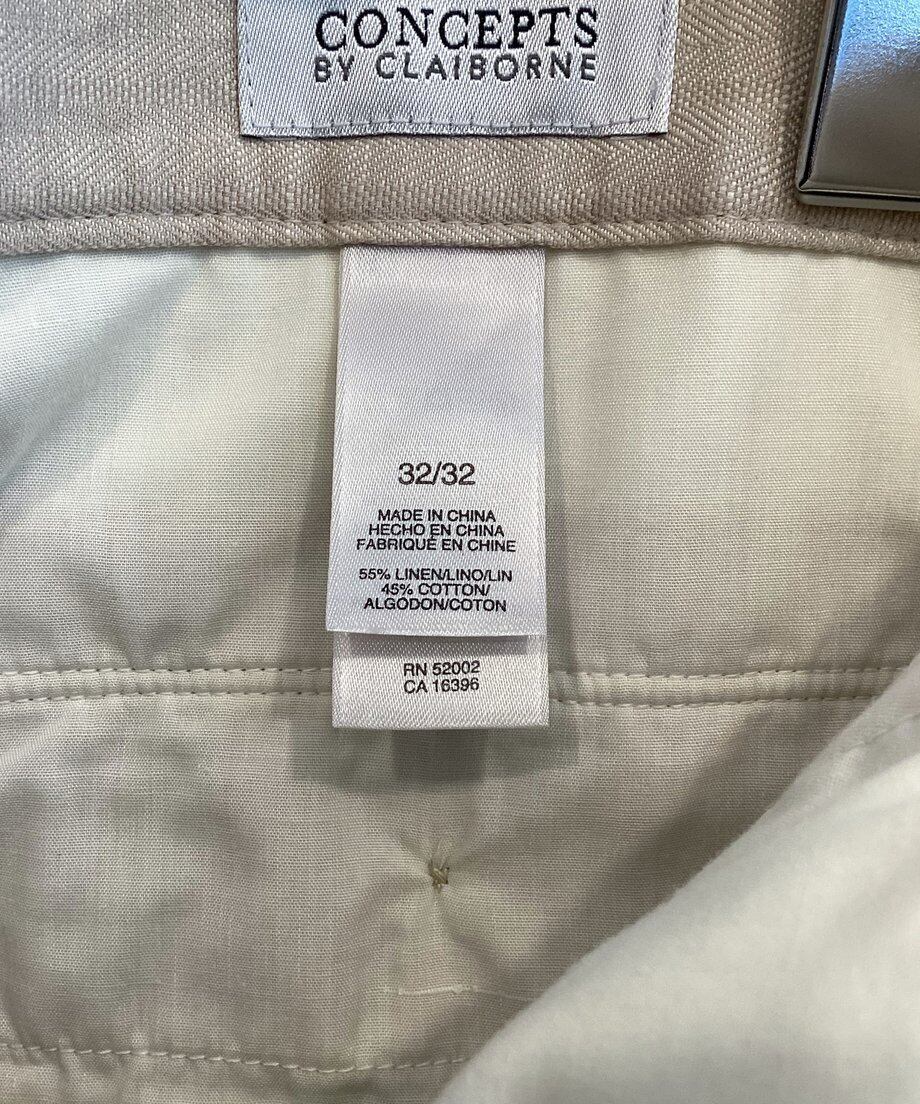 CONCEPTS
BY CLAIBORNE
32/32
MADE IN CHINA
HECHO EN CHINA
FABRIQUÉ EN CHINE
55% LINEN/LINO/LIN
45% COTTON/
ALGODON/COTON
RN 52002
CA 16396